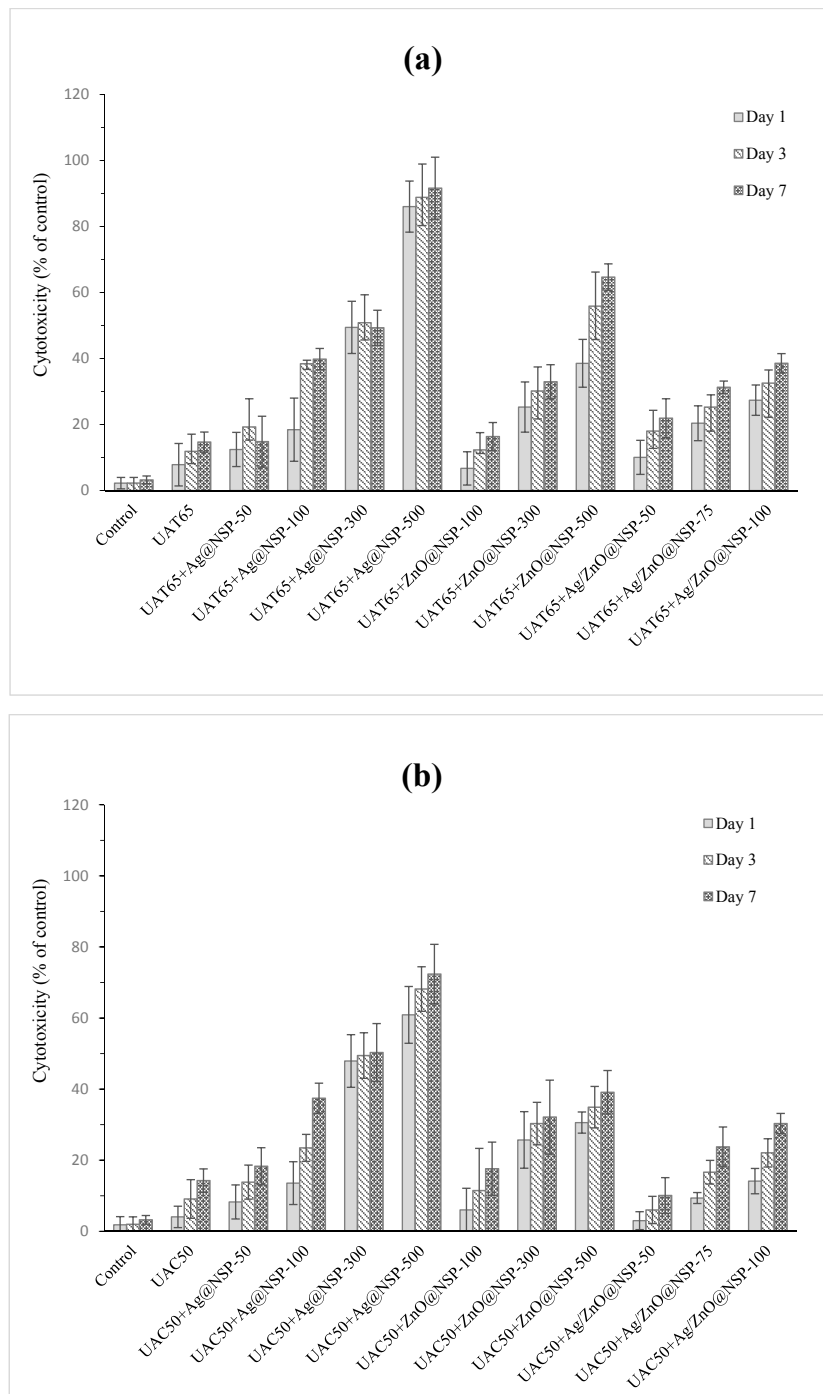 (a)
120
100
80
60
40
20
0
Cytotoxicity (% of control)
Day 1
Day 3
Day 7
Control
UAT65
UAT65+Ag@NSP-50
UAT65+Ag@NSP-100
UAT65+Ag@NSP-300
UAT65+Ag@NSP-500
UAT65+ZnO@NSP-100
UAT65+ZnO@NSP-300
UAT65+ZnO@NSP-500
UAT65+Ag/ZnO@NSP-50
UAT65+Ag/ZnO@NSP-75
UAT65+Ag/ZnO@NSP-100
(b)
120
100
80
60
40
20
0
Cytotoxicity (% of control)
Day 1
Day 3
Day 7
Control
UAC50
UAC50+Ag@NSP-50
UAC50+Ag@NSP-100
UAC50+Ag@NSP-300
UAC50+Ag@NSP-500
UAC50+ZnO@NSP-100
UAC50+ZnO@NSP-300
UAC50+ZnO@NSP-500
UAC50+Ag/ZnO@NSP-50
UAC50+Ag/ZnO@NSP-75
UAC50+Ag/ZnO@NSP-100